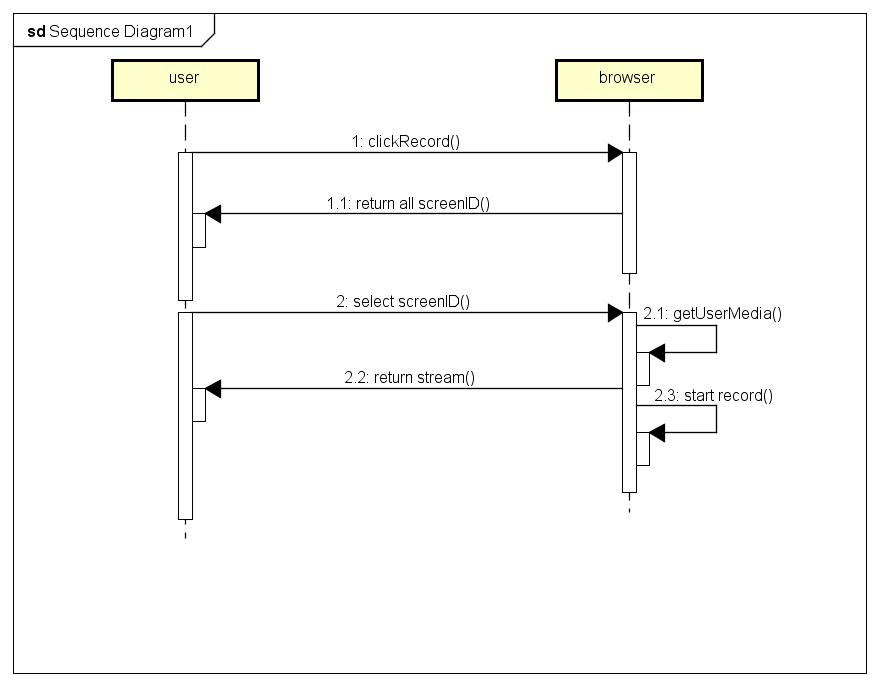 sd Sequence Diagram1
user
browser
1: clickRecord()
1.1: return all screenID()
2: select screenID()
2.1: getUserMedia()
2.2: return stream()
2.3: start record()